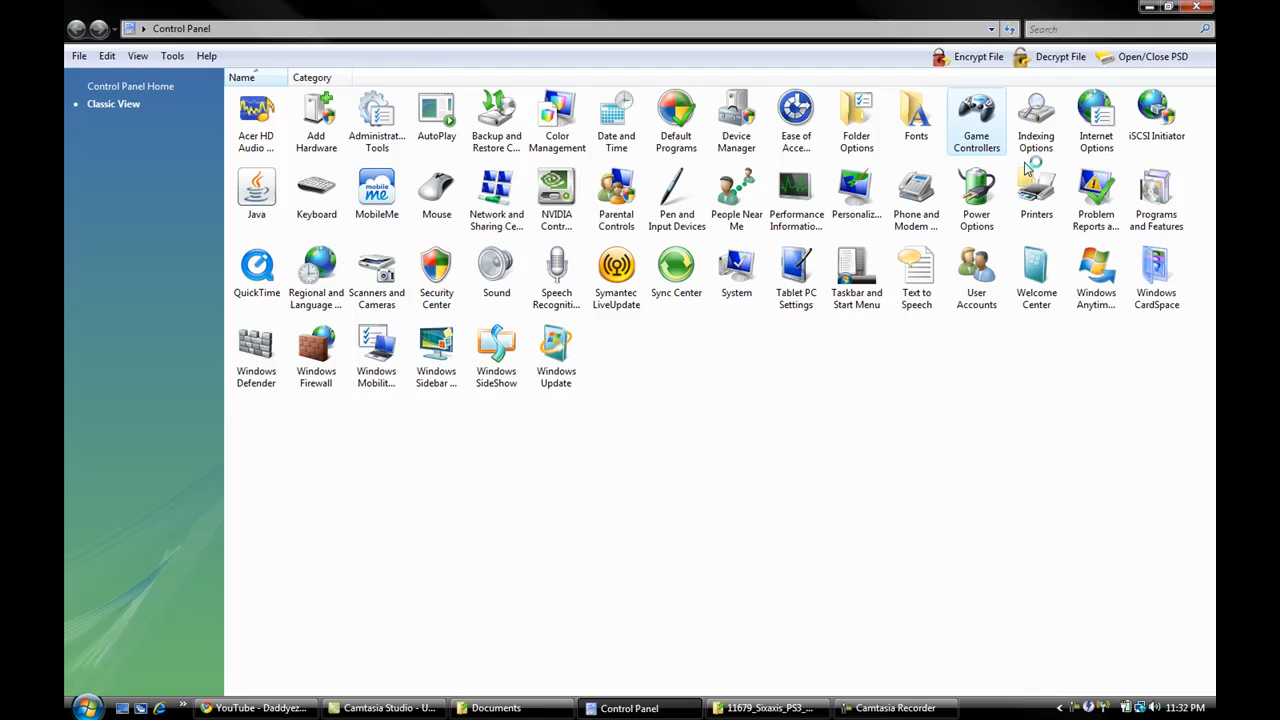 Control Panel
Search
File Edit View Tools Help
Encrypt File Decrypt File Open/Close PSD
Control Panel Home
Classic View
Name Category
Acer HD Audio ...
Add Hardware
Administrat... Tools
AutoPlay
Backup and Restore C...
Color Management
Date and Time
Default Programs
Device Manager
Ease of Acce...
Folder Options
Fonts
Game Controllers
Indexing Options
Internet Options
iSCSI Initiator
Java
Keyboard
mobile me
MobileMe
Mouse
Network and Sharing Ce...
NVIDIA Contr...
Parental Controls
Pen and Input Devices
People Near Me
Performance Informatio...
Personaliz...
Phone and Modem ...
Power Options
Printers
Problem Reports a...
Programs and Features
QuickTime
Regional and Language ...
Scanners and Cameras
Security Center
Sound
Speech Recogniti...
Symantec LiveUpdate
Sync Center
System
Tablet PC Settings
Taskbar and Start Menu
Text to Speech
User Accounts
Welcome Center
Windows Anytim...
Windows CardSpace
Windows Defender
Windows Firewall
Windows Mobilit...
Windows Sidebar ...
Windows SideShow
Windows Update
YouTube - Daddyez...
Camtasia Studio - U...
Documents
Control Panel
11679_Sixaxis_PS3_...
Camtasia Recorder
11:32 PM